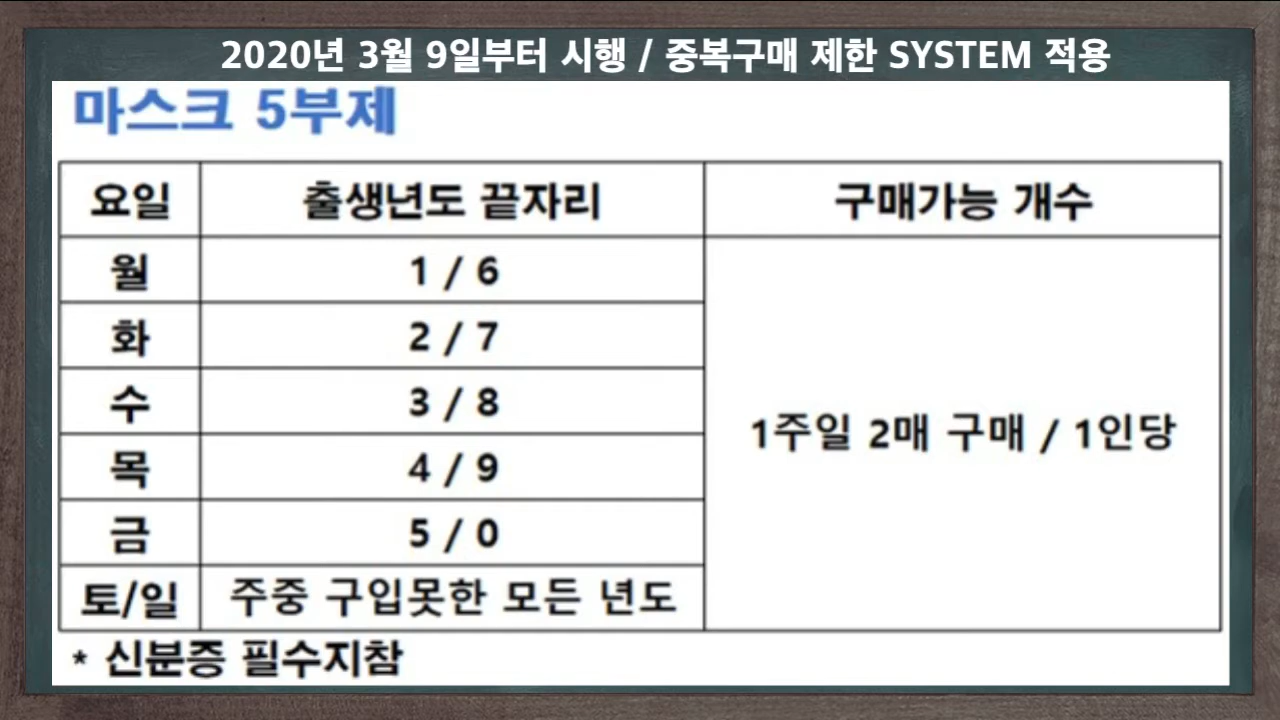 2020년 3월 9일부터 시행 / 중복구매 제한 SYSTEM 적용
마스크 5부제
요일 출생년도 끝자리 구매가능 개수
월 1 / 6
화 2 / 7
수 3 / 8
목 4 / 9
금 5 / 0
토/일 주중 구입못한 모든 년도
1주일 2매 구매 / 1인당
* 신분증 필수지참